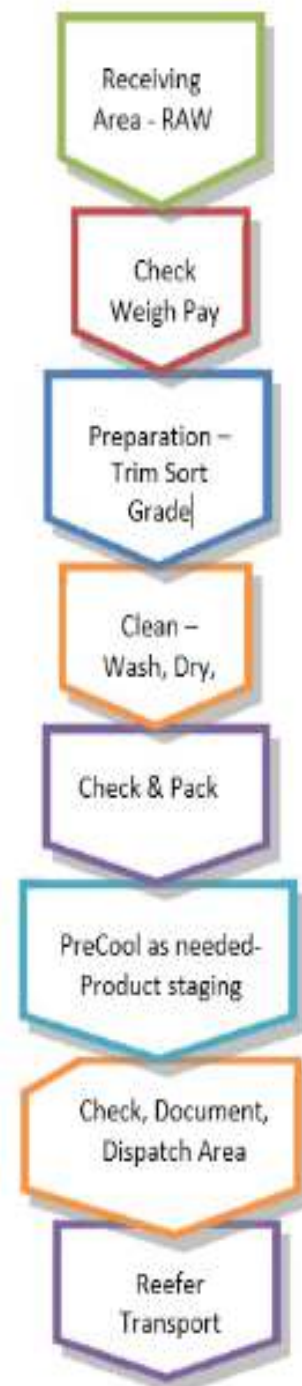 Receiving
Area - RAW
Check
Weigh Pay
Preparation –
Trim Sort
Grade
Clean –
Wash, Dry,
Check & Pack
PreCool as needed-
Product staging
Check, Document,
Dispatch Area
Reefer
Transport